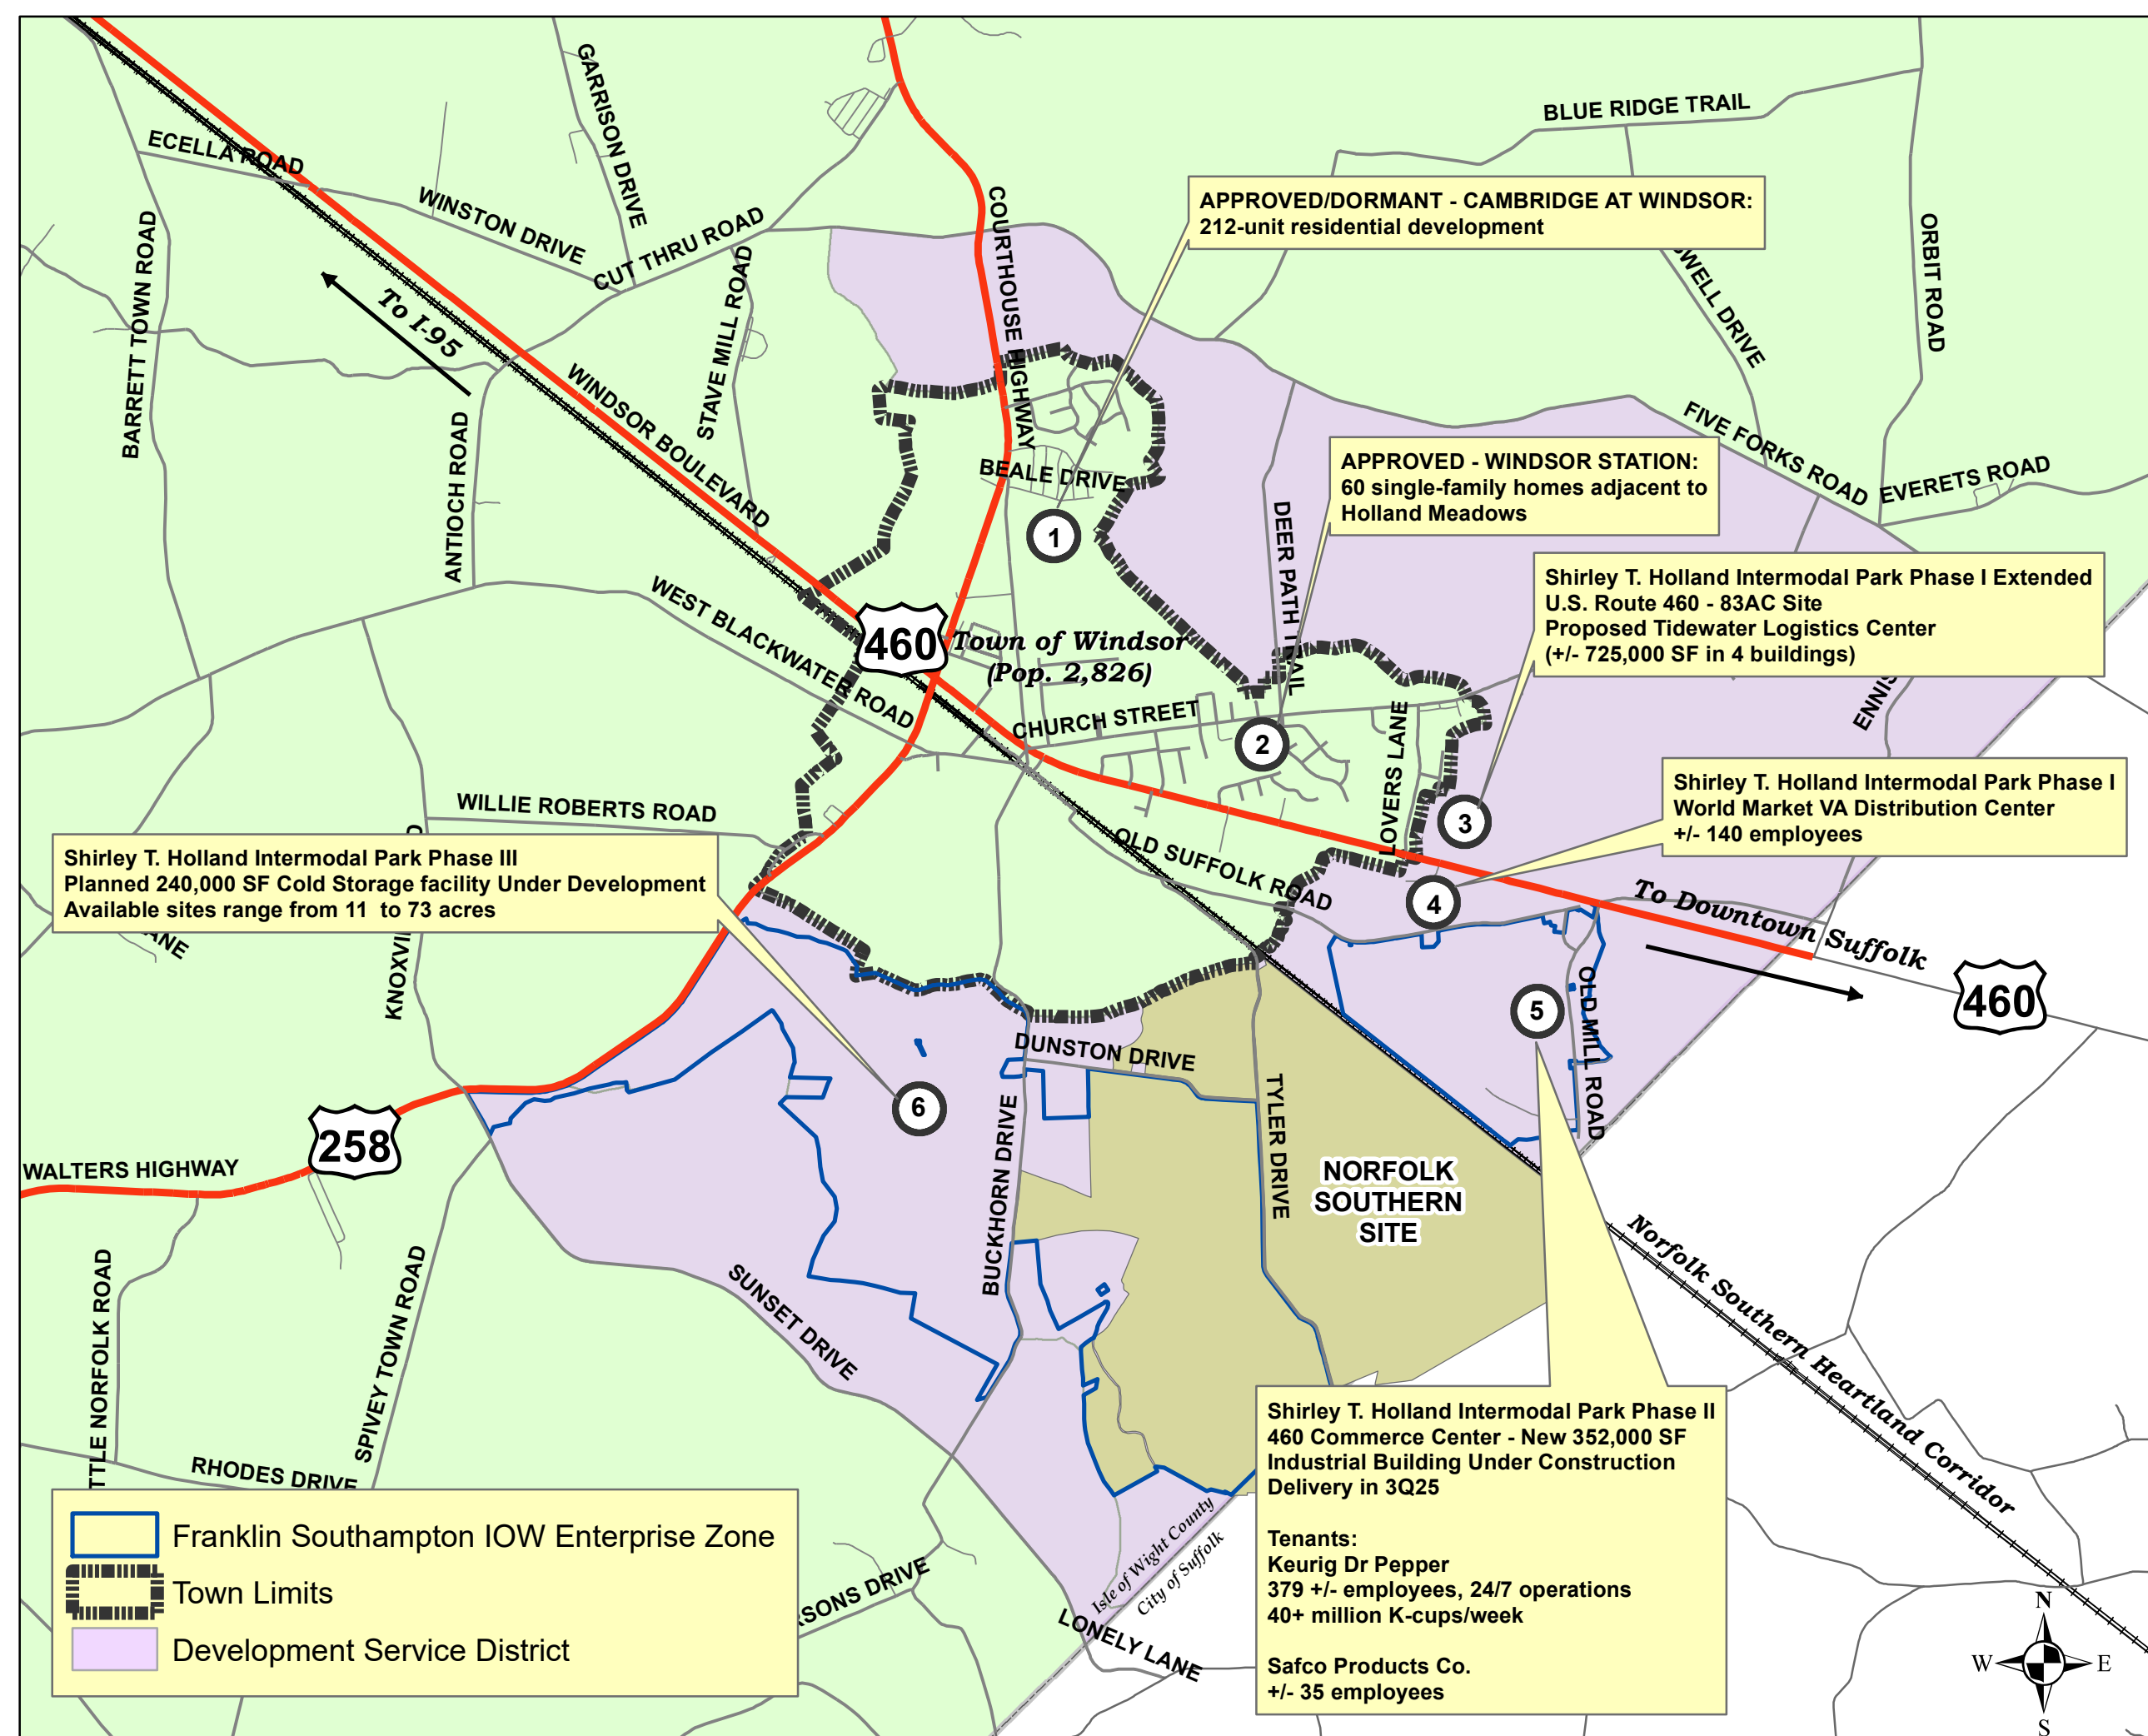 GARRISON DRIVE
BLUE RIDGE TRAIL
ECELLA ROAD
WINSTON DRIVE
CUT THRU ROAD
COURTHOUSE HIGHWAY
APPROVED/DORMANT - CAMBRIDGE AT WINDSOR:
212-unit residential development
ORBIT ROAD
BARRETT TOWN ROAD
To I-95
STAVE MILL ROAD
DRIVE
WINDSOR BOULEVARD
ANTIOCH ROAD
FIVE FORKS ROAD
EVERETS ROAD
BEALE DRIVE
APPROVED - WINDSOR STATION:
60 single-family homes adjacent to
Holland Meadows
DEER PATH TRAIL
1
Shirley T. Holland Intermodal Park Phase I Extended
U.S. Route 460 - 83AC Site
Proposed Tidewater Logistics Center
(+/- 725,000 SF in 4 buildings)
WEST BLACKWATER ROAD
460
Town of Windsor
(Pop. 2,826)
CHURCH STREET
2
LOVERS LANE
ENNIS
3
Shirley T. Holland Intermodal Park Phase I
World Market VA Distribution Center
+/- 140 employees
WILLIE ROBERTS ROAD
OLD SUFFOLK ROAD
Shirley T. Holland Intermodal Park Phase III
Planned 240,000 SF Cold Storage facility Under Development
Available sites range from 11 to 73 acres
4
To Downtown Suffolk
460
5
OLD MILL ROAD
DUNSTON DRIVE
6
BUCKHORN DRIVE
TYLER DRIVE
258
WALTERS HIGHWAY
NORFOLK
SOUTHERN
SITE
Norfolk Southern Heartland Corridor
SUNSET DRIVE
NORFOLK ROAD
SPIVEY TOWN ROAD
RHODES DRIVE
Shirley T. Holland Intermodal Park Phase II
460 Commerce Center - New 352,000 SF
Industrial Building Under Construction
Delivery in 3Q25
Tenants:
Keurig Dr Pepper
379 +/- employees, 24/7 operations
40+ million K-cups/week
Safco Products Co.
+/- 35 employees
Isle of Wight County
City of Suffolk
DRIVE
LONELY LANE
Franklin Southampton IOW Enterprise Zone
Town Limits
Development Service District
N
W
E
S